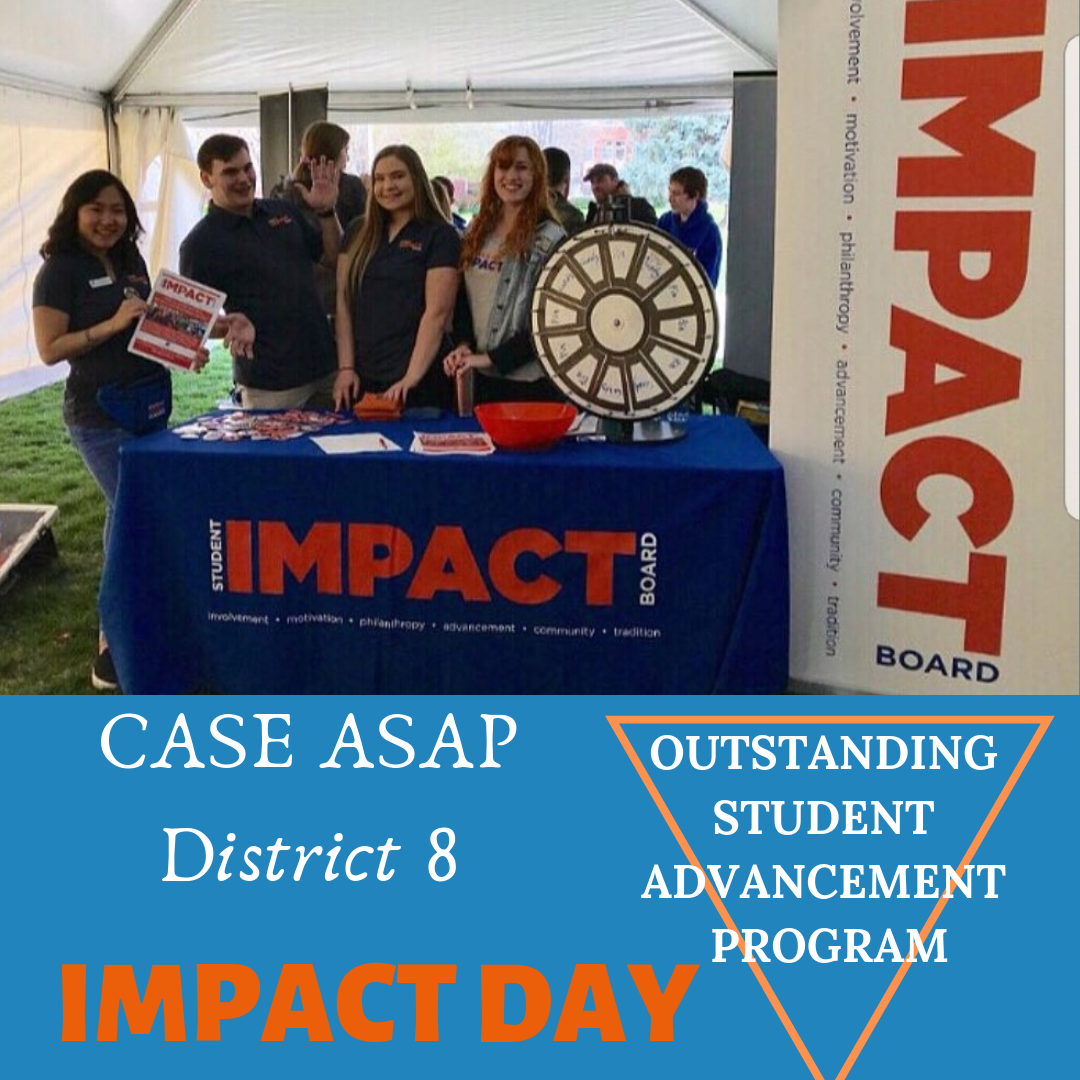 IMPACT
STUDENT
IMPACT
BOARD
involvement • motivation • philanthropy • advancement • community • tradition
PACT
IMPACT
BOARD
motivation • philanthropy • advancement • community • tradition
CASE ASAP
District 8
IMPACT DAY
OUTSTANDING
STUDENT
ADVANCEMENT
PROGRAM